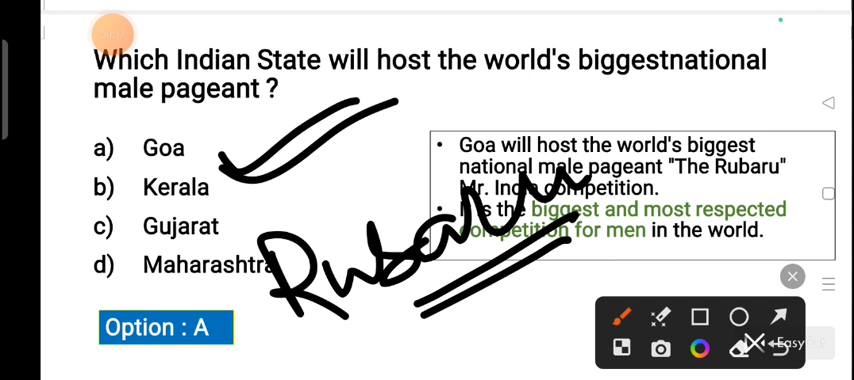 Which Indian State will host the world's biggestnational
male pageant ?
a) Goa
b) Kerala
c) Gujarat
d) Maharashtra
Option : A
• Goa will host the world's biggest
national male pageant "The Rubaru"
Mr. India competition.
• It is the biggest and most respected
competition for men in the world.
Rubaru